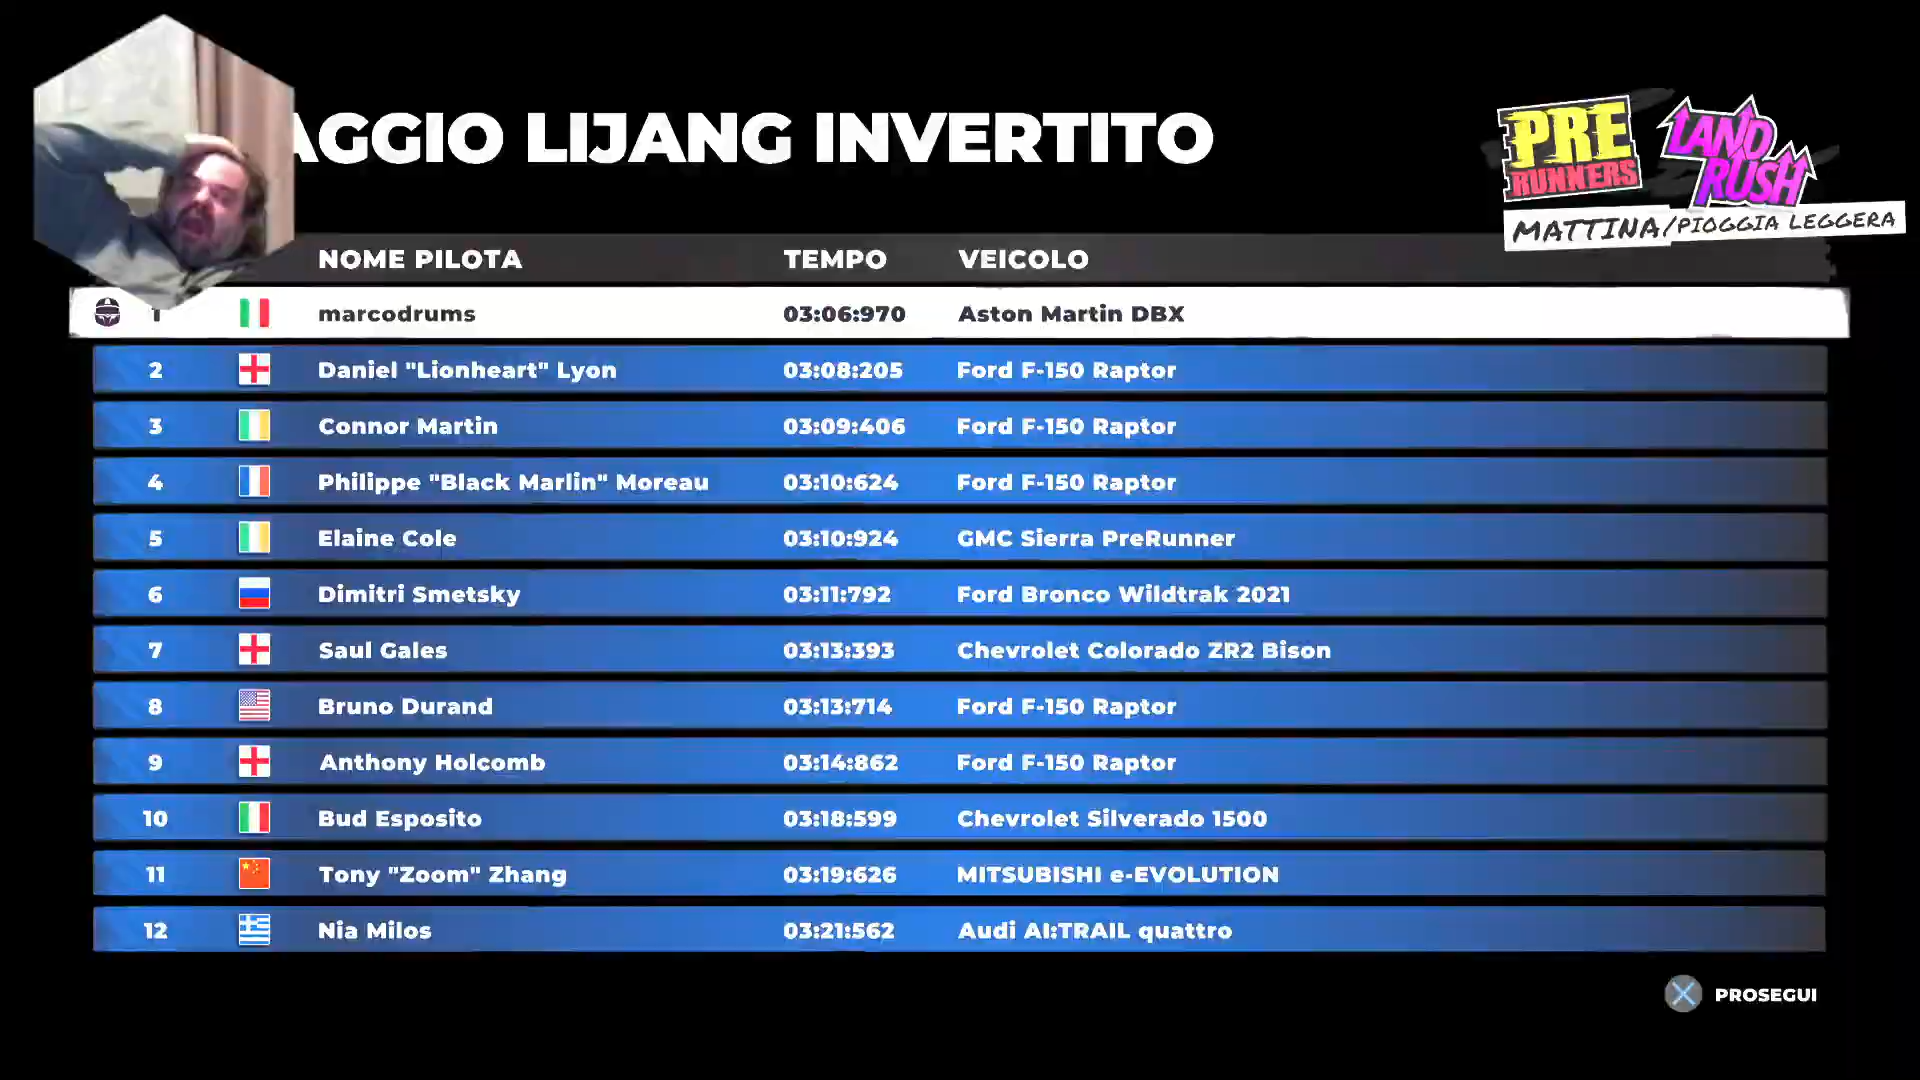 AGGIO LIJANG INVERTITO
PRE RUNNERS
LAND RUSH
MATTINA/PIOGGIA LEGGERA
NOME PILOTA TEMPO VEICOLO
1 marcodrums 03:06:970 Aston Martin DBX
2 Daniel "Lionheart" Lyon 03:08:205 Ford F-150 Raptor
3 Connor Martin 03:09:406 Ford F-150 Raptor
4 Philippe "Black Marlin" Moreau 03:10:624 Ford F-150 Raptor
5 Elaine Cole 03:10:924 GMC Sierra PreRunner
6 Dimitri Smetsky 03:11:792 Ford Bronco Wildtrak 2021
7 Saul Gales 03:13:393 Chevrolet Colorado ZR2 Bison
8 Bruno Durand 03:13:714 Ford F-150 Raptor
9 Anthony Holcomb 03:14:862 Ford F-150 Raptor
10 Bud Esposito 03:18:599 Chevrolet Silverado 1500
11 Tony "Zoom" Zhang 03:19:626 MITSUBISHI e-EVOLUTION
12 Nia Milos 03:21:562 Audi AI:TRAIL quattro
PROSEGUI